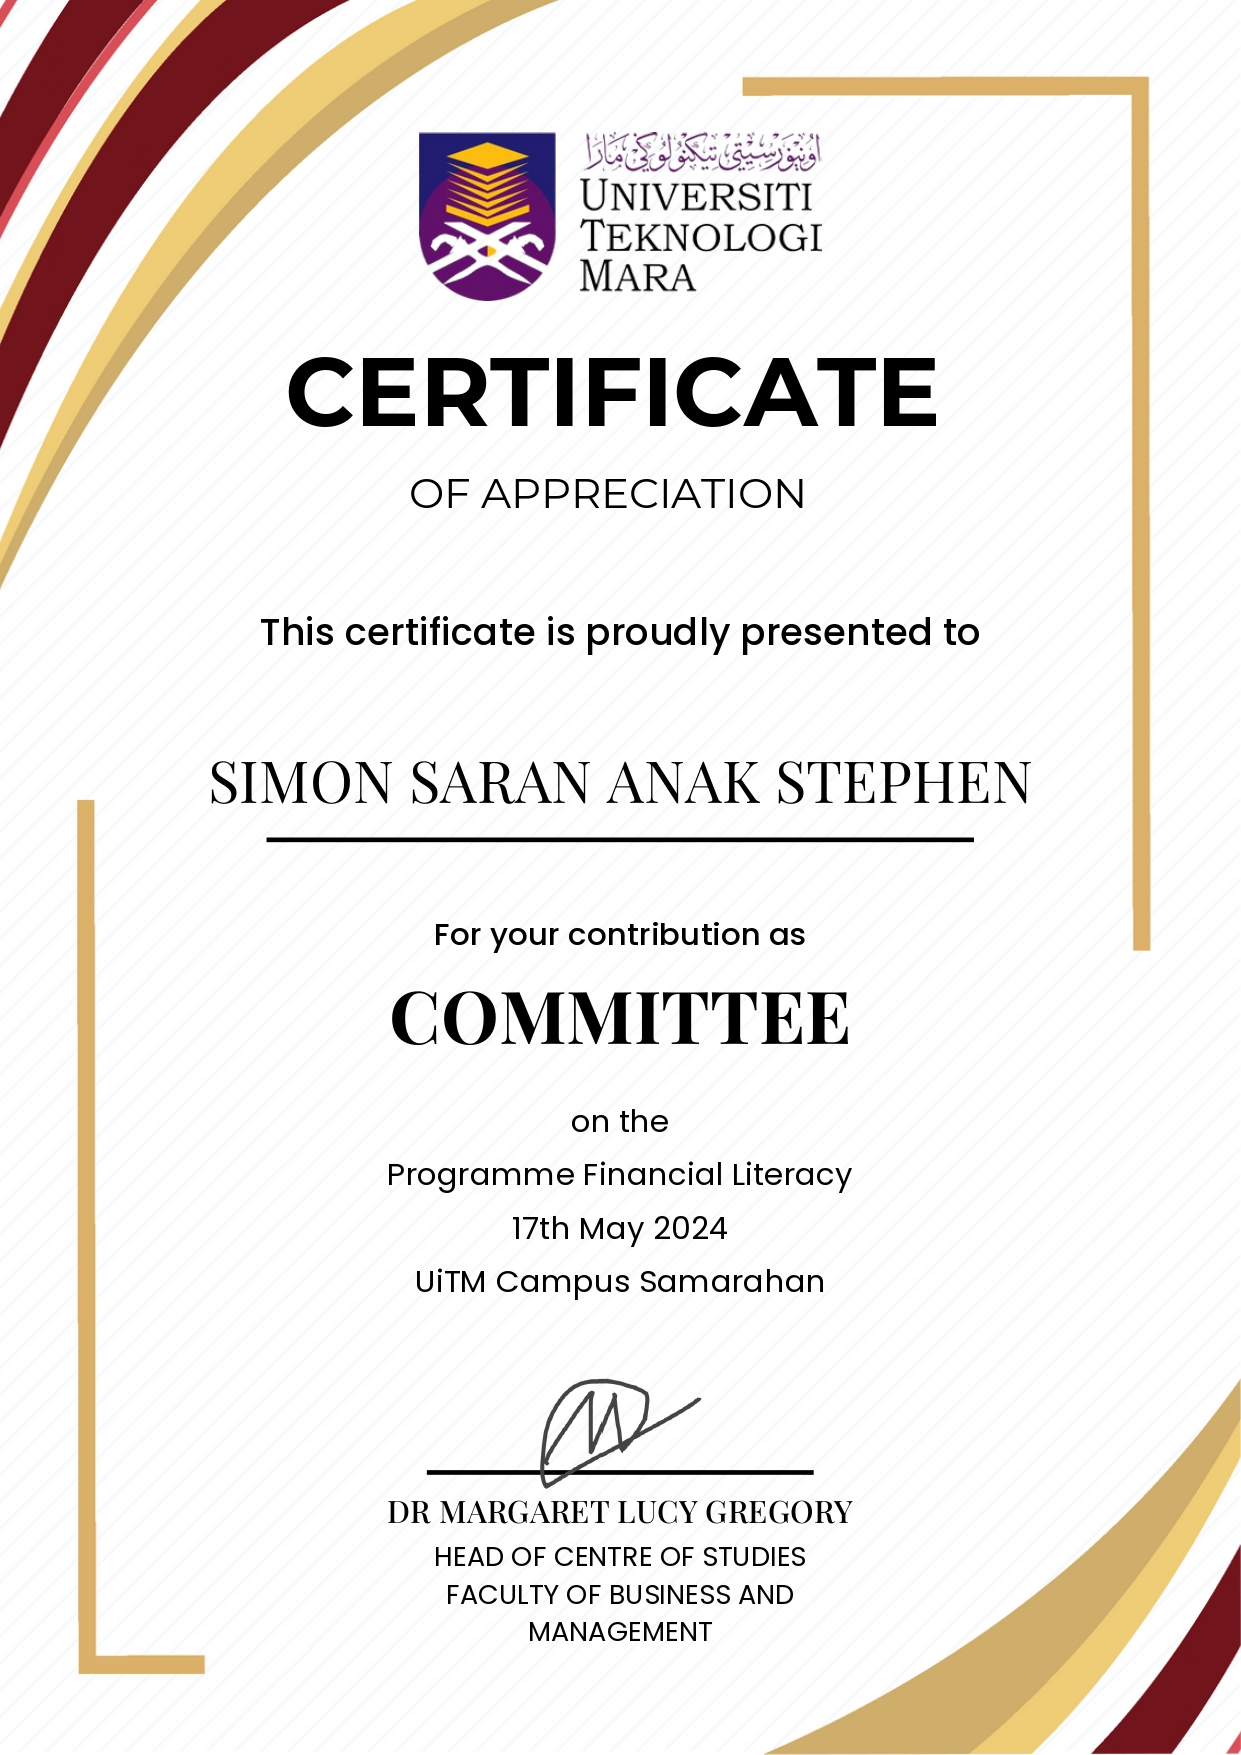 اونيۏرسيتي تيكنولوݢي مارا
UNIVERSITI
TEKNOLOGI
MARA
CERTIFICATE
OF APPRECIATION
This certificate is proudly presented to
SIMON SARAN ANAK STEPHEN
For your contribution as
COMMITTEE
on the
Programme Financial Literacy
17th May 2024
UiTM Campus Samarahan
DR MARGARET LUCY GREGORY
HEAD OF CENTRE OF STUDIES
FACULTY OF BUSINESS AND
MANAGEMENT